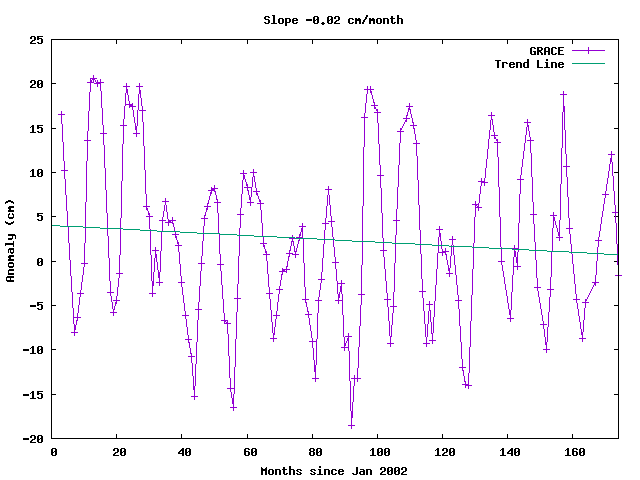 Slope -0.02 cm/month
25
20
15
10
5
0
-5
-10
-15
-20
Anomaly (cm)
GRACE
Trend Line
0 20 40 60 80 100 120 140 160
Months since Jan 2002